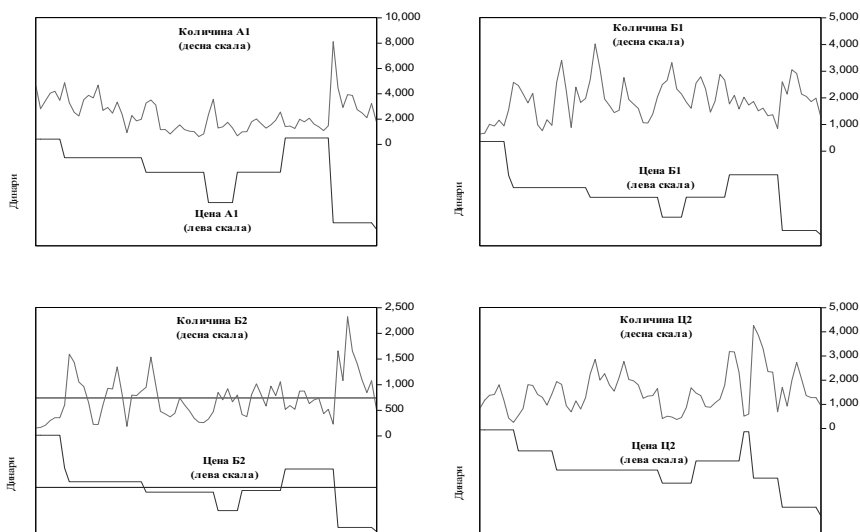 Количина А1
(десна скала)
10,000
8,000
6,000
4,000
2,000
0
Динари
Цена А1
(лева скала)
Количина Б1
(десна скала)
5,000
4,000
3,000
2,000
1,000
0
Динари
Цена Б1
(лева скала)
Количина Б2
(десна скала)
2,500
2,000
1,500
1,000
500
0
Динари
Цена Б2
(лева скала)
Количина Ц2
(десна скала)
5,000
4,000
3,000
2,000
1,000
0
Динари
Цена Ц2
(лева скала)